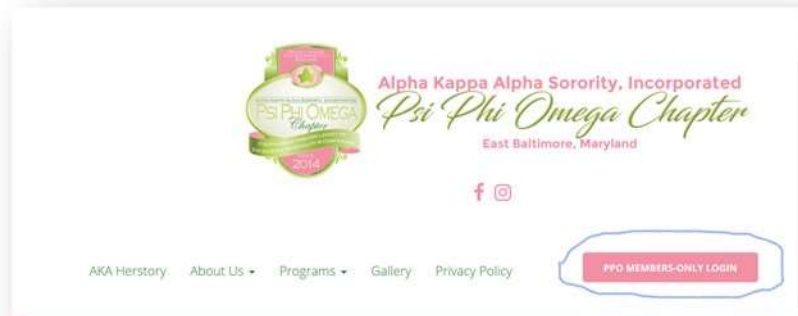 PSI PHI OMEGA
Chapter
2014
Alpha Kappa Alpha Sorority, Incorporated
Psi Phi Omega Chapter
East Baltimore, Maryland
AKA Herstory About Us Programs Gallery Privacy Policy PPO MEMBERS-ONLY LOGIN